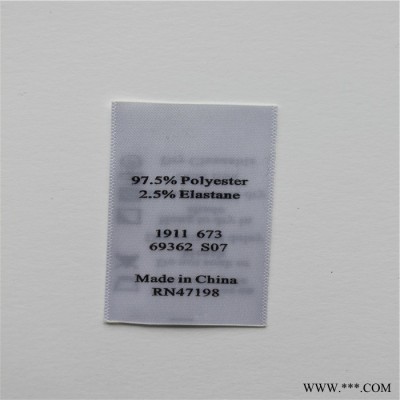 97.5% Polyester
2.5% Elastane
1911 673
69362 S07
Made in China
RN47198
WWW.***.COM